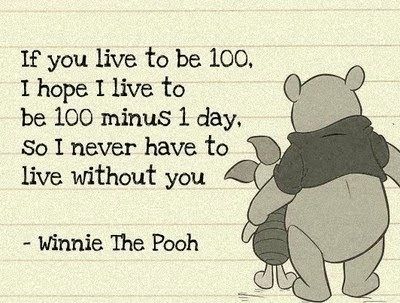 If you live to be 100,
I hope I live to
be 100 minus 1 day,
so I never have to
live without you
- Winnie The Pooh